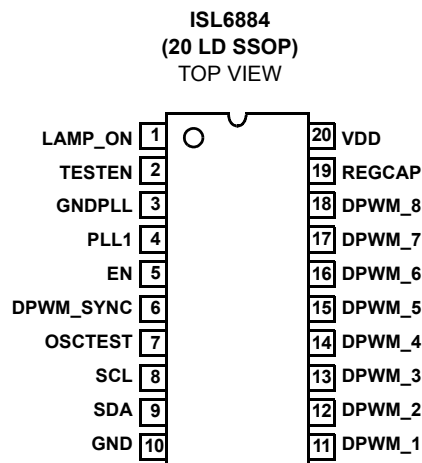 ISL6884
(20 LD SSOP)
TOP VIEW
LAMP_ON 1 20 VDD
TESTEN 2 19 REGCAP
GNDPLL 3 18 DPWM_8
PLL1 4 17 DPWM_7
EN 5 16 DPWM_6
DPWM_SYNC 6 15 DPWM_5
OSCTEST 7 14 DPWM_4
SCL 8 13 DPWM_3
SDA 9 12 DPWM_2
GND 10 11 DPWM_1